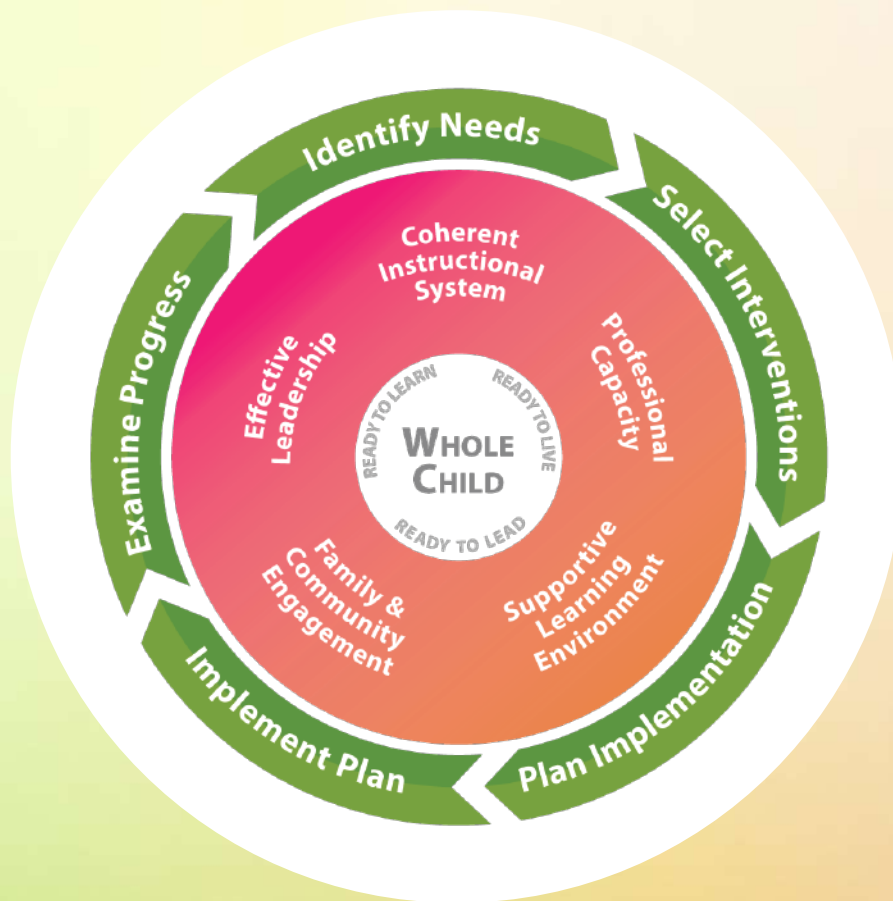 Identify Needs
Select Interventions
Plan Implementation
Implement Plan
Examine Progress
Coherent
Instructional
System
Professional
Capacity
Supportive
Learning
Environment
Family &
Community
Engagement
Effective
Leadership
READY TO LEARN
READY TO LIVE
READY TO LEAD
WHOLE
CHILD